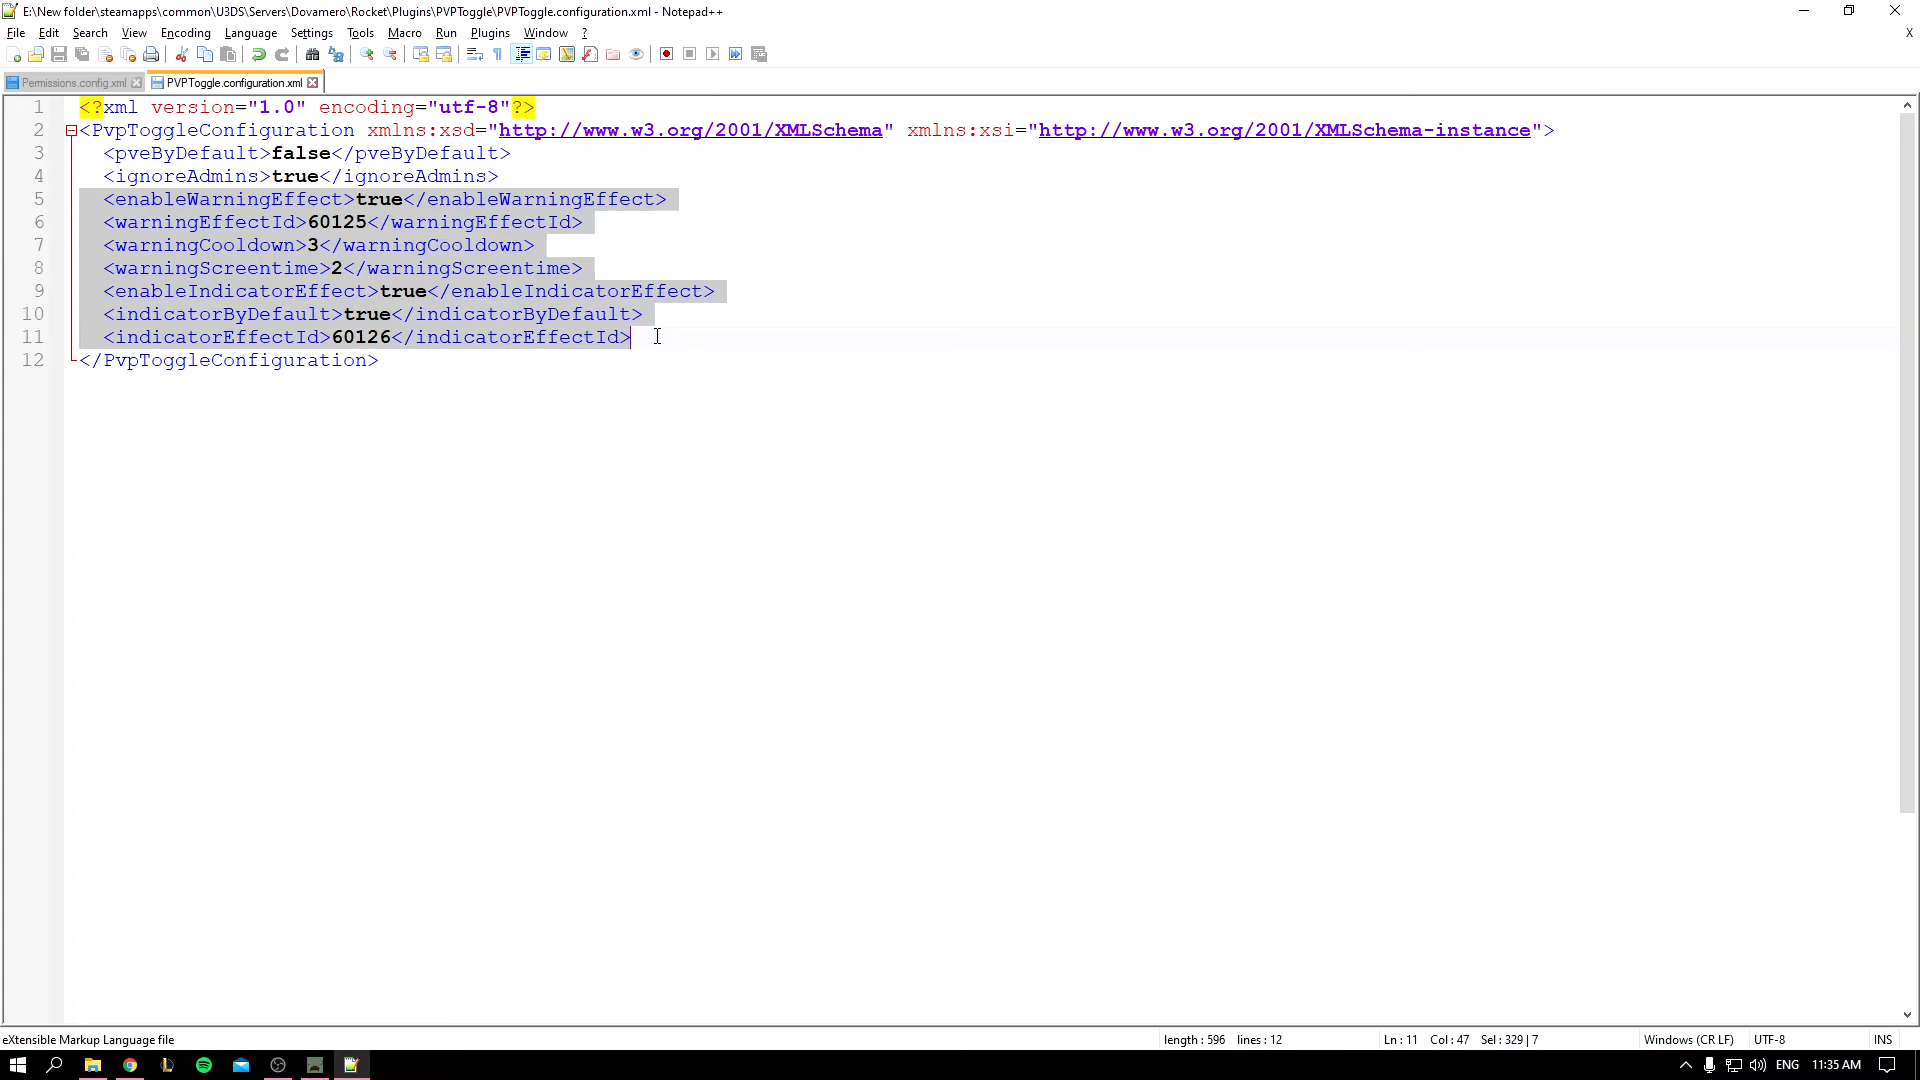 E:\New folder\steamapps\common\U3DS\Servers\Dovamero\Rocket\Plugins\PVPToggle\PVPToggle.configuration.xml - Notepad++
File Edit Search View Encoding Language Settings Tools Macro Run Plugins Window ? X
Permissions.config.xml PVPToggle.configuration.xml
1 <?xml version="1.0" encoding="utf-8"?>
2 <PvpToggleConfiguration xmlns:xsd="http://www.w3.org/2001/XMLSchema" xmlns:xsi="http://www.w3.org/2001/XMLSchema-instance">
3 <pveByDefault>false</pveByDefault>
4 <ignoreAdmins>true</ignoreAdmins>
5 <enableWarningEffect>true</enableWarningEffect>
6 <warningEffectId>60125</warningEffectId>
7 <warningCooldown>3</warningCooldown>
8 <warningScreentime>2</warningScreentime>
9 <enableIndicatorEffect>true</enableIndicatorEffect>
10 <indicatorByDefault>true</indicatorByDefault>
11 <indicatorEffectId>60126</indicatorEffectId>
12 </PvpToggleConfiguration>
eXtensible Markup Language file length : 596 lines : 12 Ln : 11 Col : 47 Sel : 329 | 7 Windows (CR LF) UTF-8 INS
ENG 11:35 AM